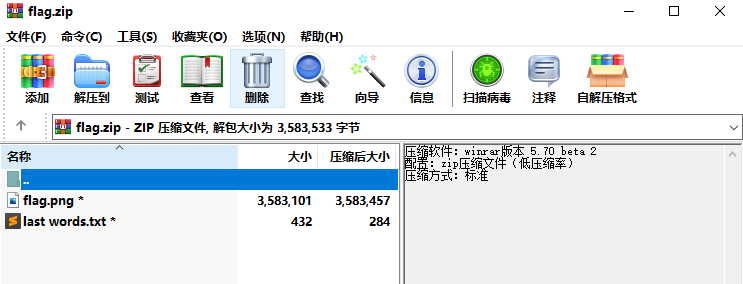 flag.zip
文件(F) 命令(C) 工具(S) 收藏夹(O) 选项(N) 帮助(H)
添加 解压到 测试 查看 删除 查找 向导 信息 扫描病毒 注释 自解压格式
flag.zip - ZIP 压缩文件, 解包大小为 3,583,533 字节
名称 大小 压缩后大小
..
flag.png * 3,583,101 3,583,457
last words.txt * 432 284
压缩软件: winrar版本 5.70 beta 2
配置: zip压缩文件（低压缩率）
压缩方式: 标准